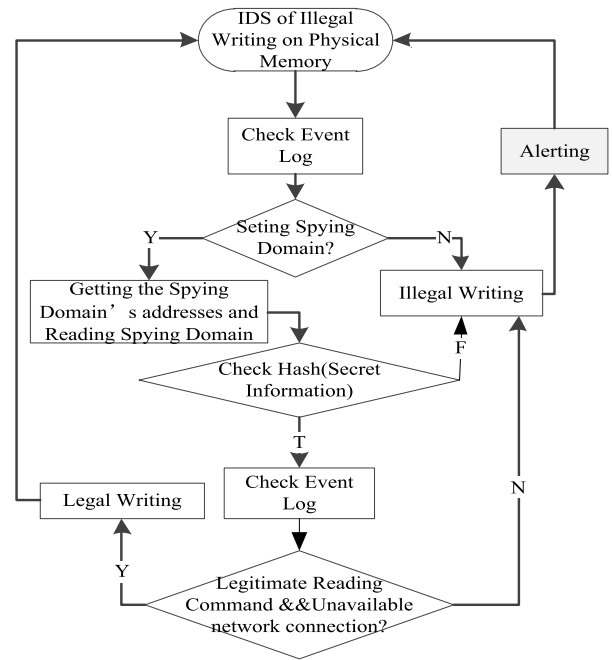 IDS of Illegal
Writing on Physical
Memory
Check Event
Log
Alerting
Seting Spying
Domain?
Y
N
Getting the Spying
Domain’s addresses and
Reading Spying Domain
Illegal Writing
Check Hash(Secret
Information)
F
T
Check Event
Log
Legal Writing
N
Y
Legitimate Reading
Command &&Unavailable
network connection?